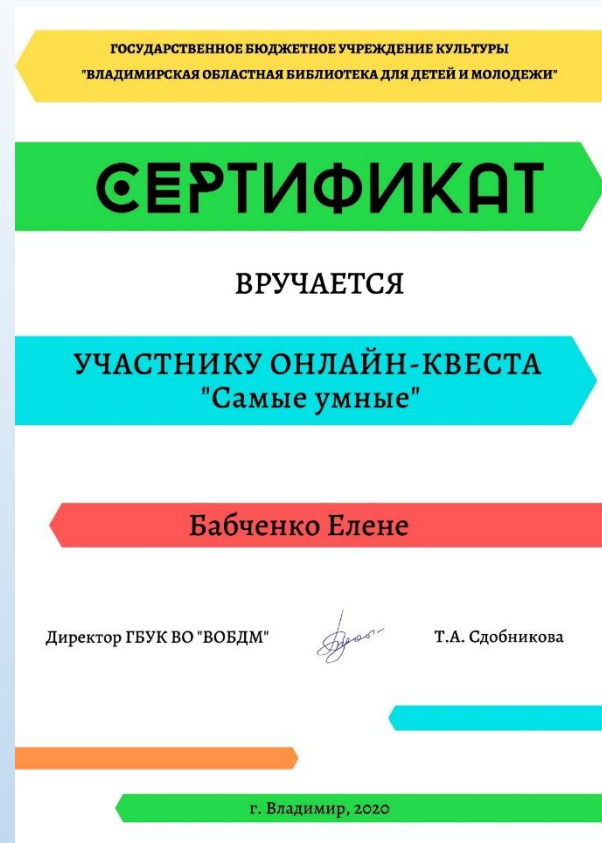 ГОСУДАРСТВЕННОЕ БЮДЖЕТНОЕ УЧРЕЖДЕНИЕ КУЛЬТУРЫ
"ВЛАДИМИРСКАЯ ОБЛАСТНАЯ БИБЛИОТЕКА ДЛЯ ДЕТЕЙ И МОЛОДЕЖИ"
СЕРТИФИКАТ
ВРУЧАЕТСЯ
УЧАСТНИКУ ОНЛАЙН-КВЕСТА
"Самые умные"
Бабченко Елене
Директор ГБУК ВО "ВОБДМ" Т.А. Сдобникова
г. Владимир, 2020